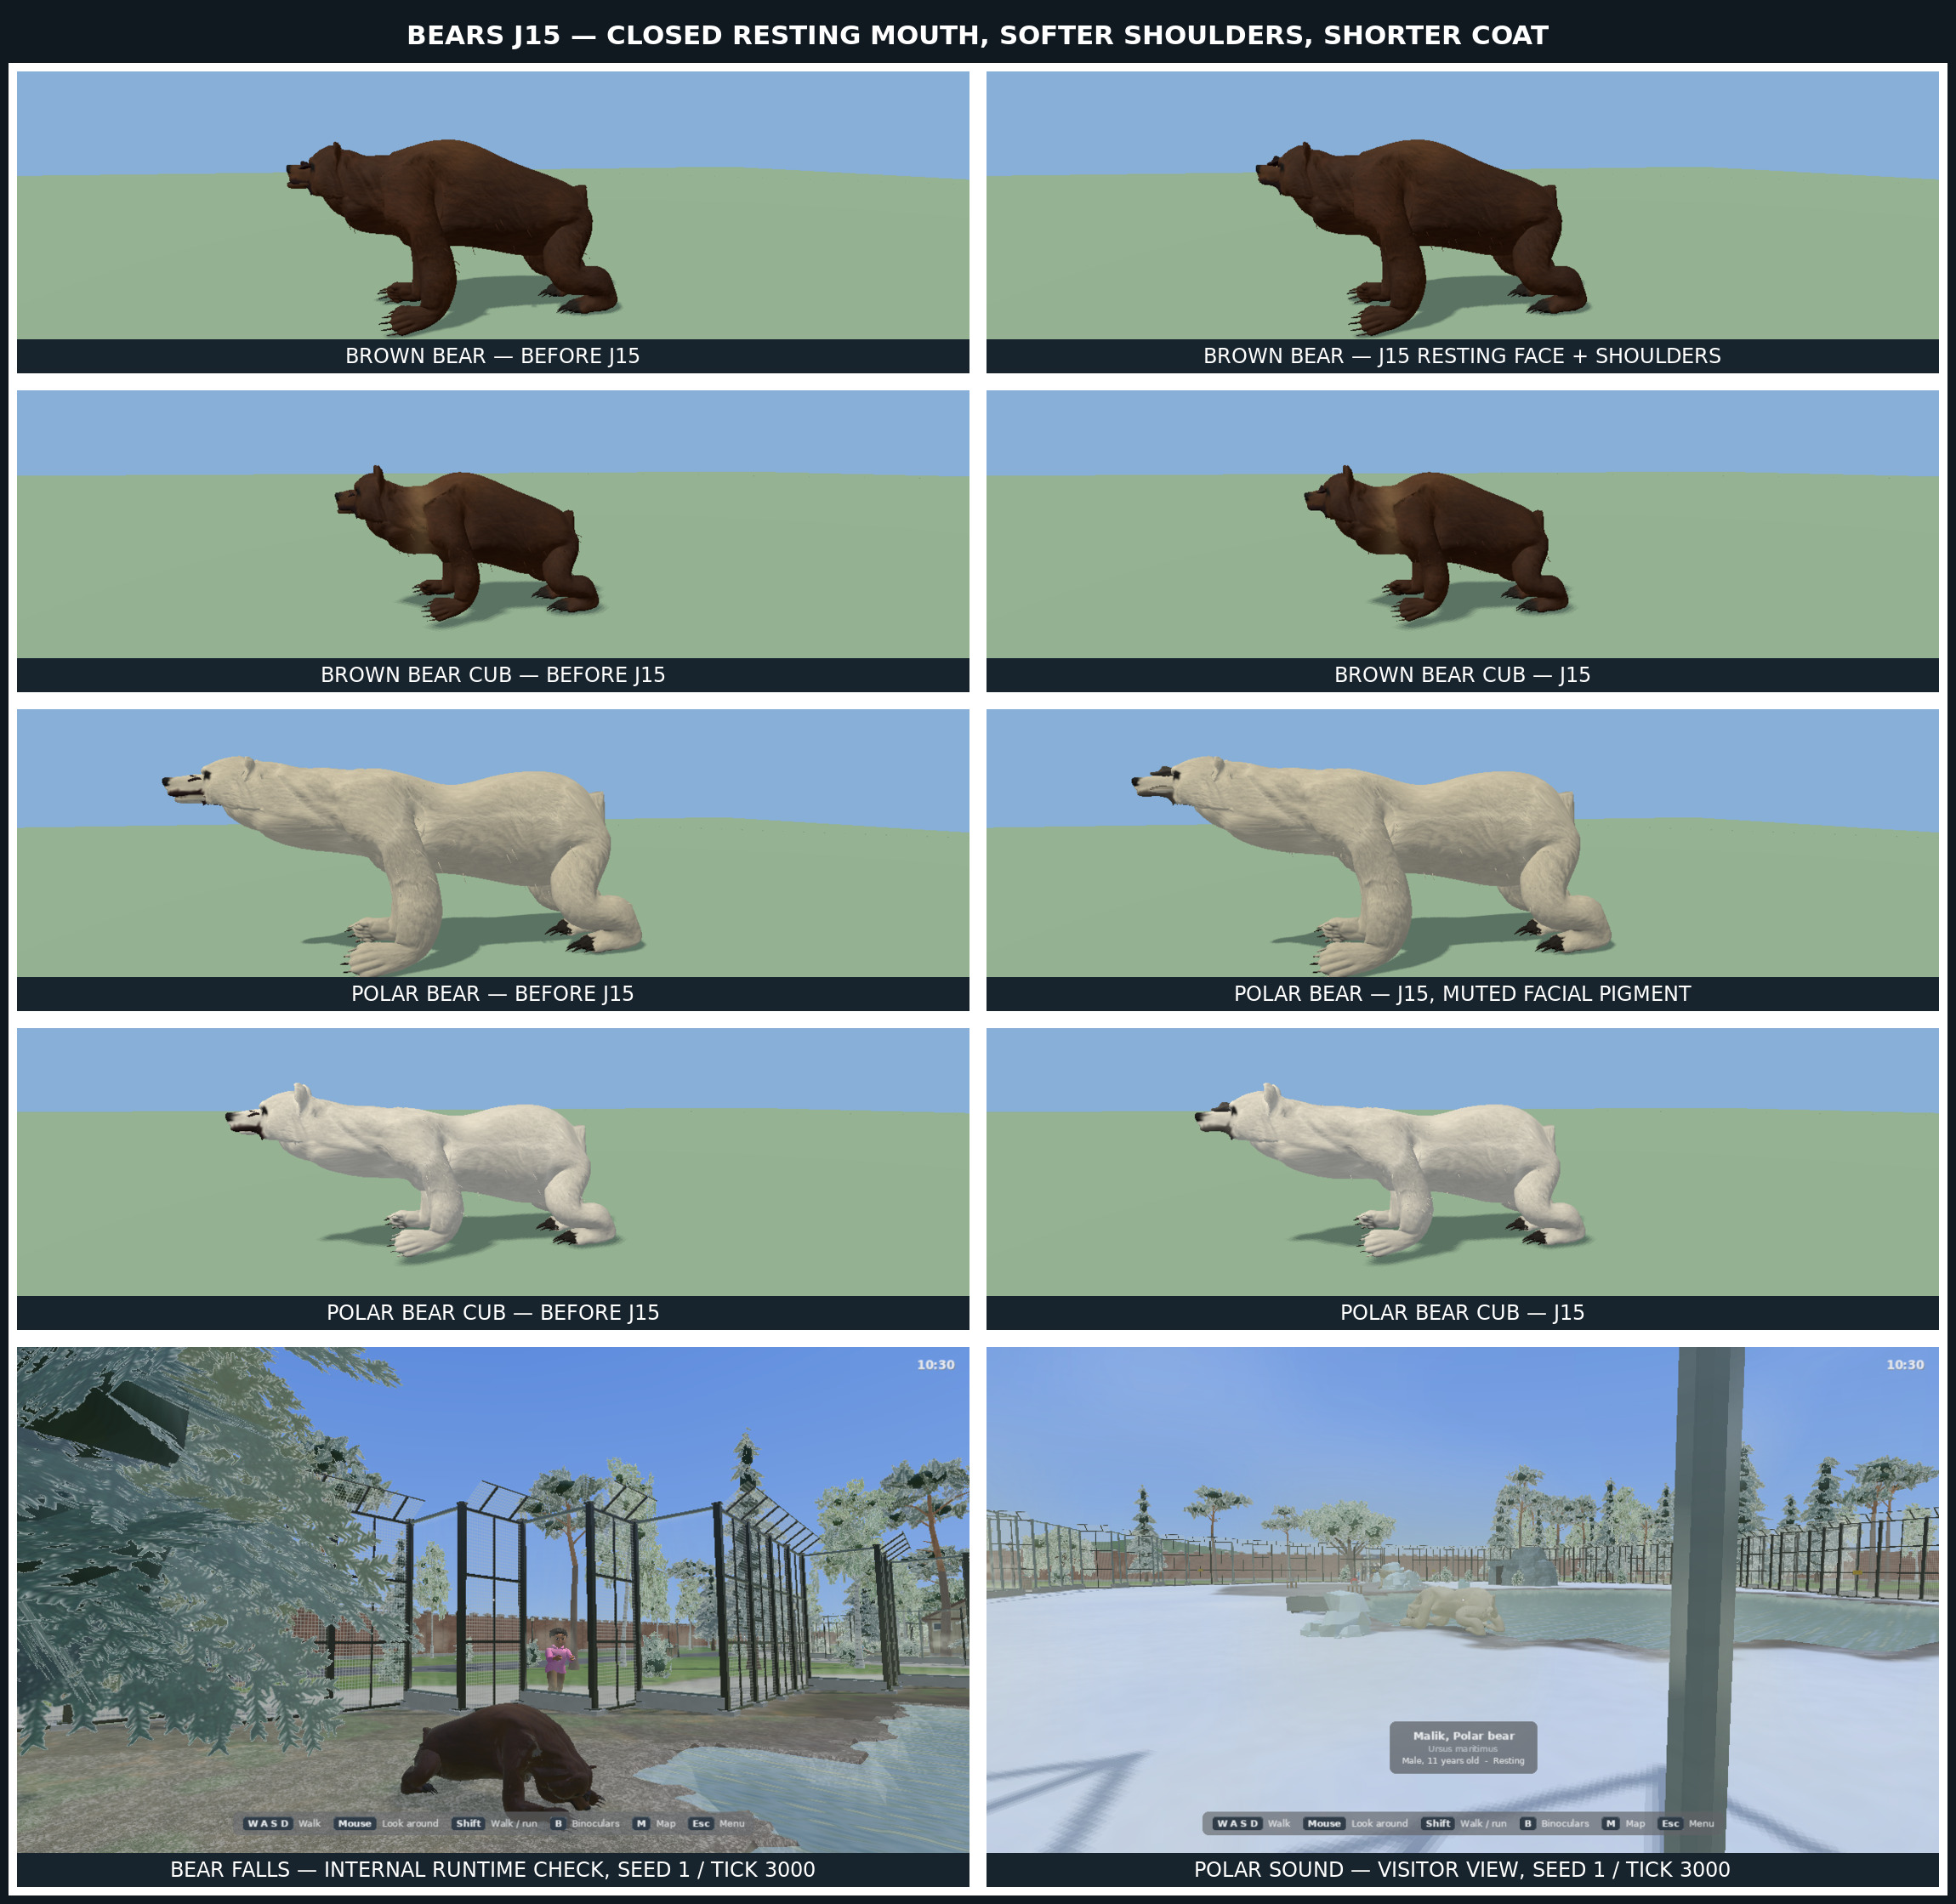 BEARS J15 — CLOSED RESTING MOUTH, SOFTER SHOULDERS, SHORTER COAT
BROWN BEAR — BEFORE J15
BROWN BEAR — J15 RESTING FACE + SHOULDERS
BROWN BEAR CUB — BEFORE J15
BROWN BEAR CUB — J15
POLAR BEAR — BEFORE J15
POLAR BEAR — J15, MUTED FACIAL PIGMENT
POLAR BEAR CUB — BEFORE J15
POLAR BEAR CUB — J15
10:30
W A S D Walk Mouse Look around Shift Walk / run B Binoculars M Map Esc Menu
BEAR FALLS — INTERNAL RUNTIME CHECK, SEED 1 / TICK 3000
10:30
Malik, Polar bear
Ursus maritimus
Male, 11 years old - Resting
W A S D Walk Mouse Look around Shift Walk / run B Binoculars M Map Esc Menu
POLAR SOUND — VISITOR VIEW, SEED 1 / TICK 3000